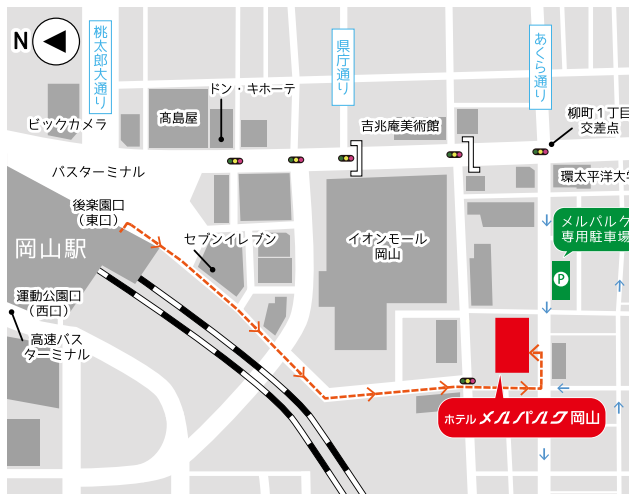 N
桃太郎大通り
県庁通り
あくら通り
ドン・キホーテ
ビックカメラ
髙島屋
吉兆庵美術館
柳町1丁目
交差点
バスターミナル
環太平洋大学
後楽園口
(東口)
メルパルク
専用駐車場
P
岡山駅
セブンイレブン
イオンモール
岡山
運動公園口
(西口)
高速バス
ターミナル
ホテル メルパルク 岡山